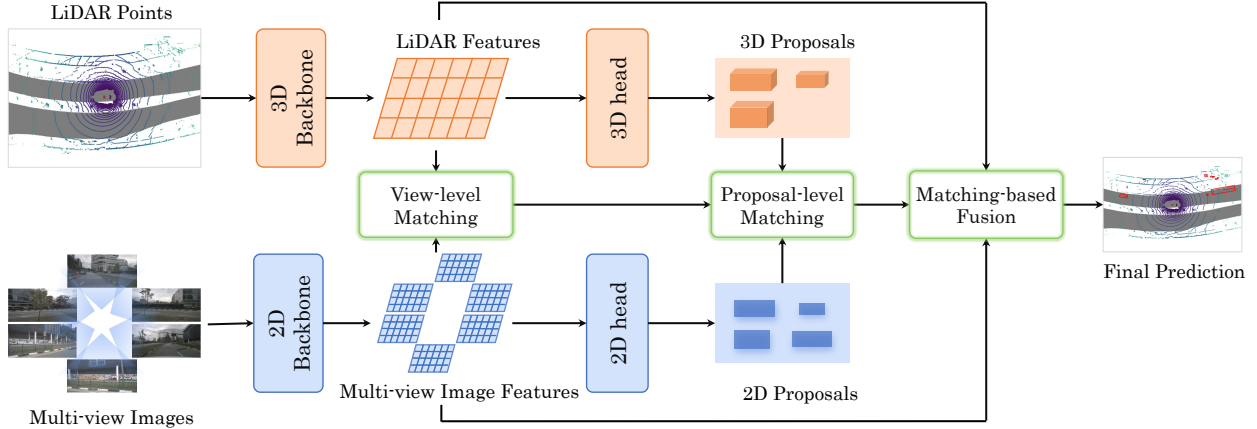 LiDAR Points
3D
Backbone
LiDAR Features
3D head
3D Proposals
View-level
Matching
Proposal-level
Matching
Matching-based
Fusion
Final Prediction
Multi-view Images
2D
Backbone
Multi-view Image Features
2D head
2D Proposals